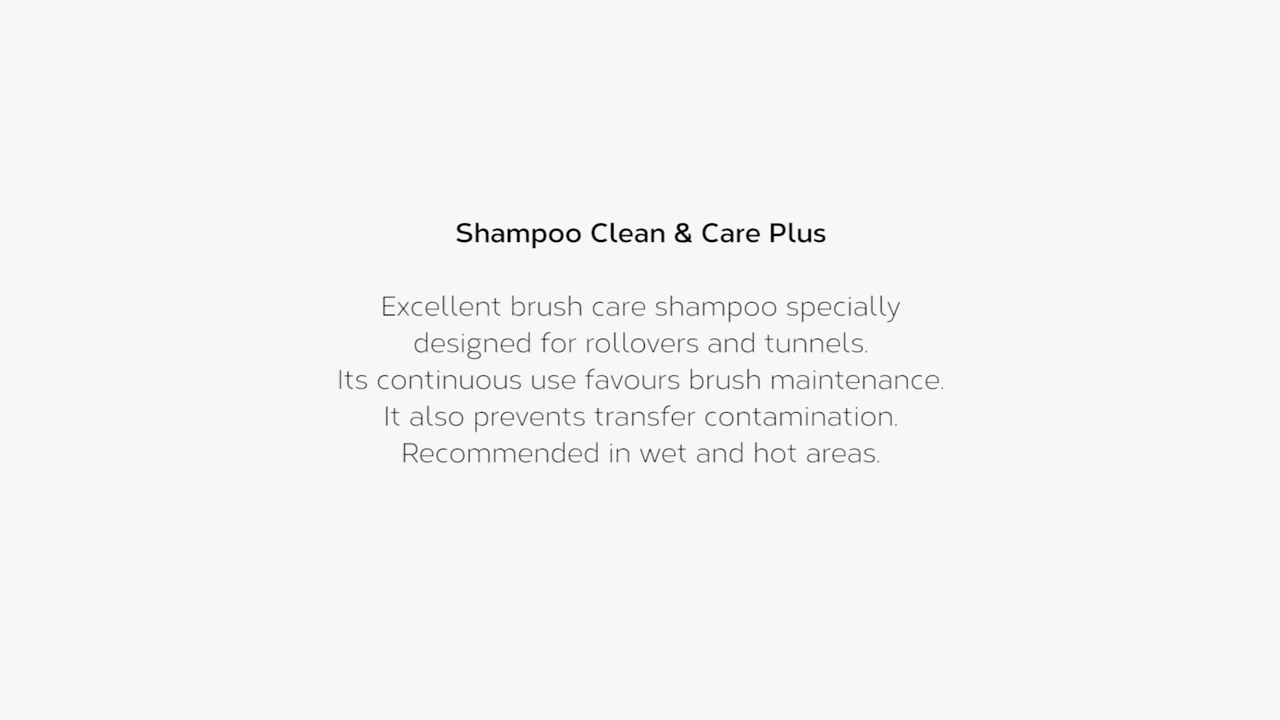 Shampoo Clean & Care Plus
Excellent brush care shampoo specially
designed for rollovers and tunnels.
Its continuous use favours brush maintenance.
It also prevents transfer contamination.
Recommended in wet and hot areas.